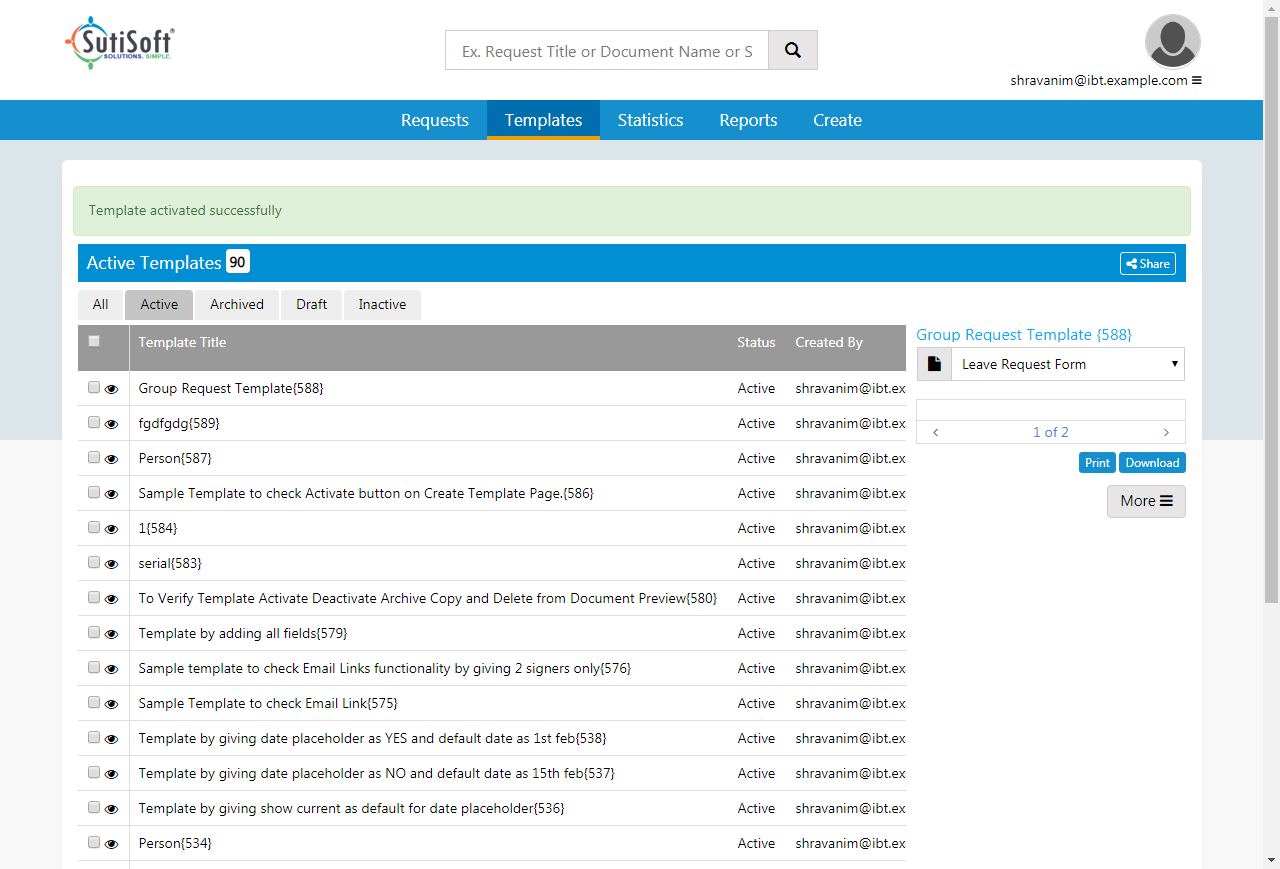 SutiSoft®
SOLUTIONS. SIMPLE.
Ex. Request Title or Document Name or S
shravanim@ibt.example.com
Requests Templates Statistics Reports Create
Template activated successfully
Active Templates 90 Share
All Active Archived Draft Inactive
Template Title Status Created By
Group Request Template{588} Active shravanim@ibt.ex
fgdfgdg{589} Active shravanim@ibt.ex
Person{587} Active shravanim@ibt.ex
Sample Template to check Activate button on Create Template Page.{586} Active shravanim@ibt.ex
1{584} Active shravanim@ibt.ex
serial{583} Active shravanim@ibt.ex
To Verify Template Activate Deactivate Archive Copy and Delete from Document Preview{580} Active shravanim@ibt.ex
Template by adding all fields{579} Active shravanim@ibt.ex
Sample template to check Email Links functionality by giving 2 signers only{576} Active shravanim@ibt.ex
Sample Template to check Email Link{575} Active shravanim@ibt.ex
Template by giving date placeholder as YES and default date as 1st feb{538} Active shravanim@ibt.ex
Template by giving date placeholder as NO and default date as 15th feb{537} Active shravanim@ibt.ex
Template by giving show current as default for date placeholder{536} Active shravanim@ibt.ex
Person{534} Active shravanim@ibt.ex
Group Request Template {588}
Leave Request Form
1 of 2
Print Download
More